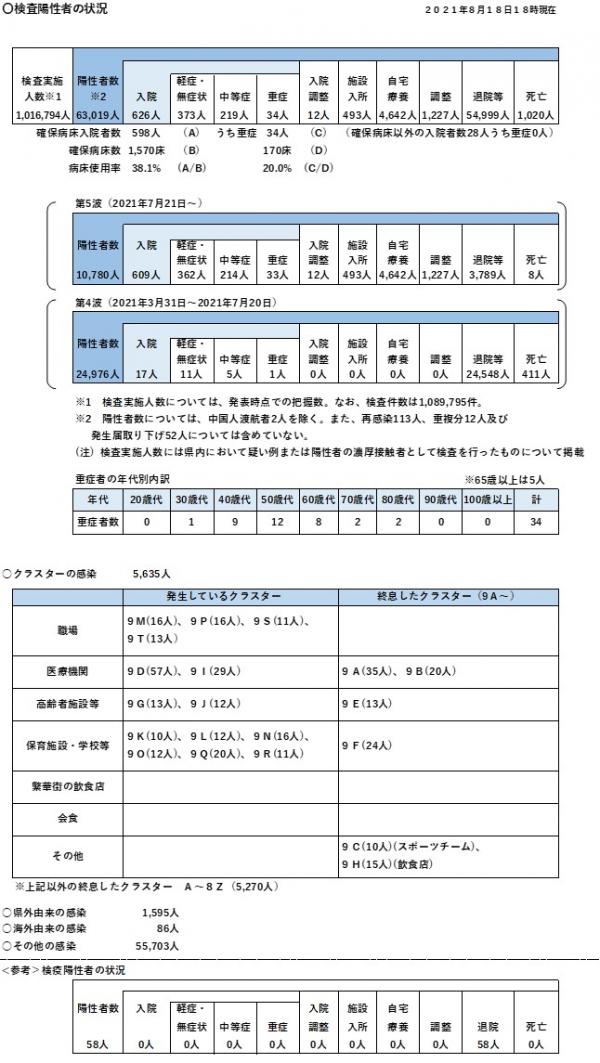 〇検査陽性者の状況　２０２１年８月１８日１８時現在
検査実施人数※1　陽性者数※2　入院　軽症・無症状　中等症　重症　入院調整　施設入所　自宅療養　調整　退院等　死亡
1,016,794人　63,019人　626人　373人　219人　34人　12人　493人　4,642人　1,227人　54,999人　1,020人
確保病床入院者数　598人　（A）　うち重症　34人　（C）　（確保病床以外の入院者数28人うち重症0人）
確保病床数　1,570床　（B）　170床　（D）
病床使用率　38.1%　（A/B）　20.0%　（C/D）
第5波（2021年7月21日～）
陽性者数　入院　軽症・無症状　中等症　重症　入院調整　施設入所　自宅療養　調整　退院等　死亡
10,780人　609人　362人　214人　33人　12人　493人　4,642人　1,227人　3,789人　8人
第4波（2021年3月31日～2021年7月20日）
陽性者数　入院　軽症・無症状　中等症　重症　入院調整　施設入所　自宅療養　調整　退院等　死亡
24,976人　17人　11人　5人　1人　0人　0人　0人　0人　24,548人　411人
※1　検査実施人数については、発表時点での把握数。なお、検査件数は1,089,795件。
※2　陽性者数については、中国人渡航者2人を除く。また、再感染113人、重複分12人及び
発生届取り下げ52人については含めていない。
（注）検査実施人数には県内において疑い例または陽性者の濃厚接触者として検査を行ったものについて掲載
重症者の年代別内訳　※65歳以上は5人
年代　20歳代　30歳代　40歳代　50歳代　60歳代　70歳代　80歳代　90歳代　100歳以上　計
重症者数　0　1　9　12　8　2　2　0　0　34
〇クラスターの感染　5,635人
発生しているクラスター　終息したクラスター（9A～）
職場　９M(16人)、９P(16人)、９S(11人)、
９T(13人)
医療機関　９D(57人)、９I(29人)　９A(35人)、９B(20人)
高齢者施設等　９G(13人)、９J(12人)　９E(13人)
保育施設・学校等　９K(10人)、９L(12人)、９N(16人)、
９O(12人)、９Q(20人)、９R(11人)　９F(24人)
繁華街の飲食店
会食
その他　９C(10人)(スポーツチーム)、
９H(15人)(飲食店)
※上記以外の終息したクラスター　A～８Z（5,270人）
〇県外由来の感染　1,595人
〇海外由来の感染　86人
〇その他の感染　55,703人
＜参考＞検疫陽性者の状況
陽性者数　入院　軽症・無症状　中等症　重症　入院調整　施設入所　自宅療養　調整　退院　死亡
58人　0人　0人　0人　0人　0人　0人　0人　0人　58人　0人